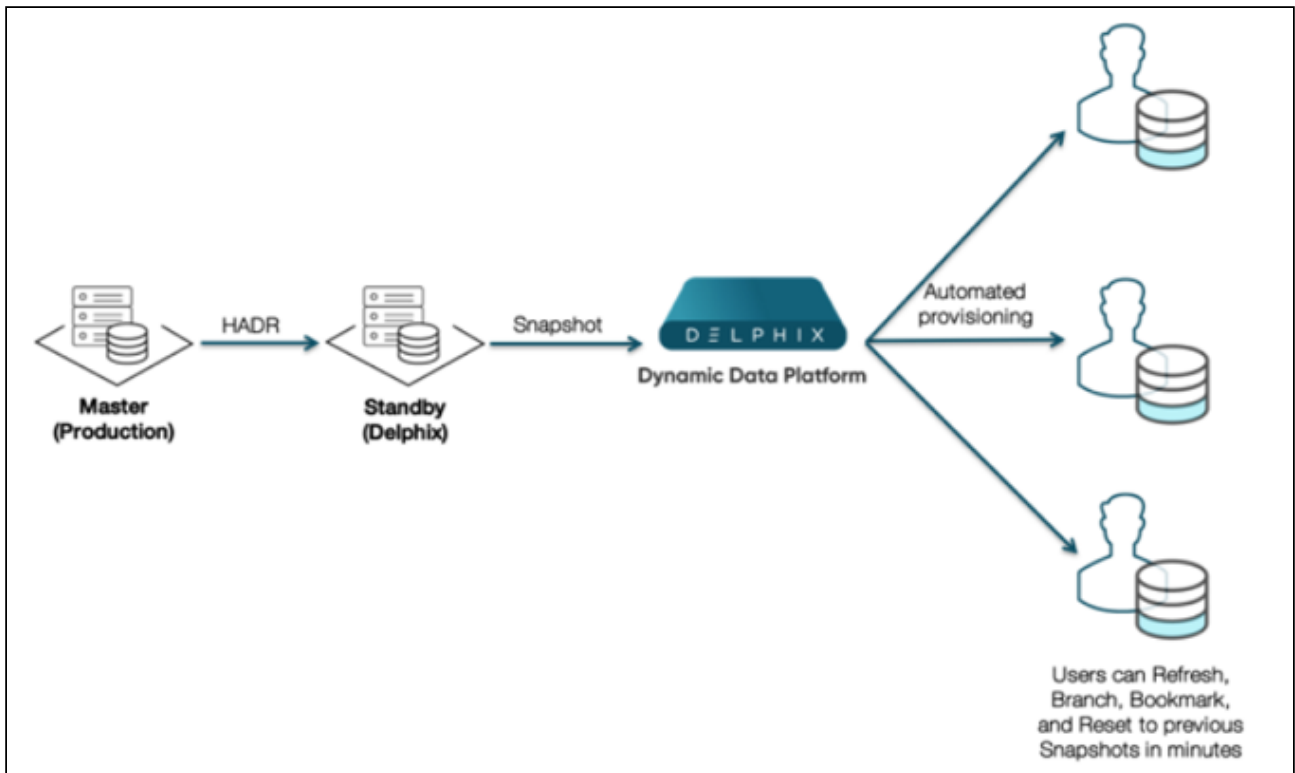 Master
(Production)
HADR
Standby
(Delphix)
Snapshot
DELPHIX
Dynamic Data Platform
Automated
provisioning
Users can Refresh,
Branch, Bookmark,
and Reset to previous
Snapshots in minutes